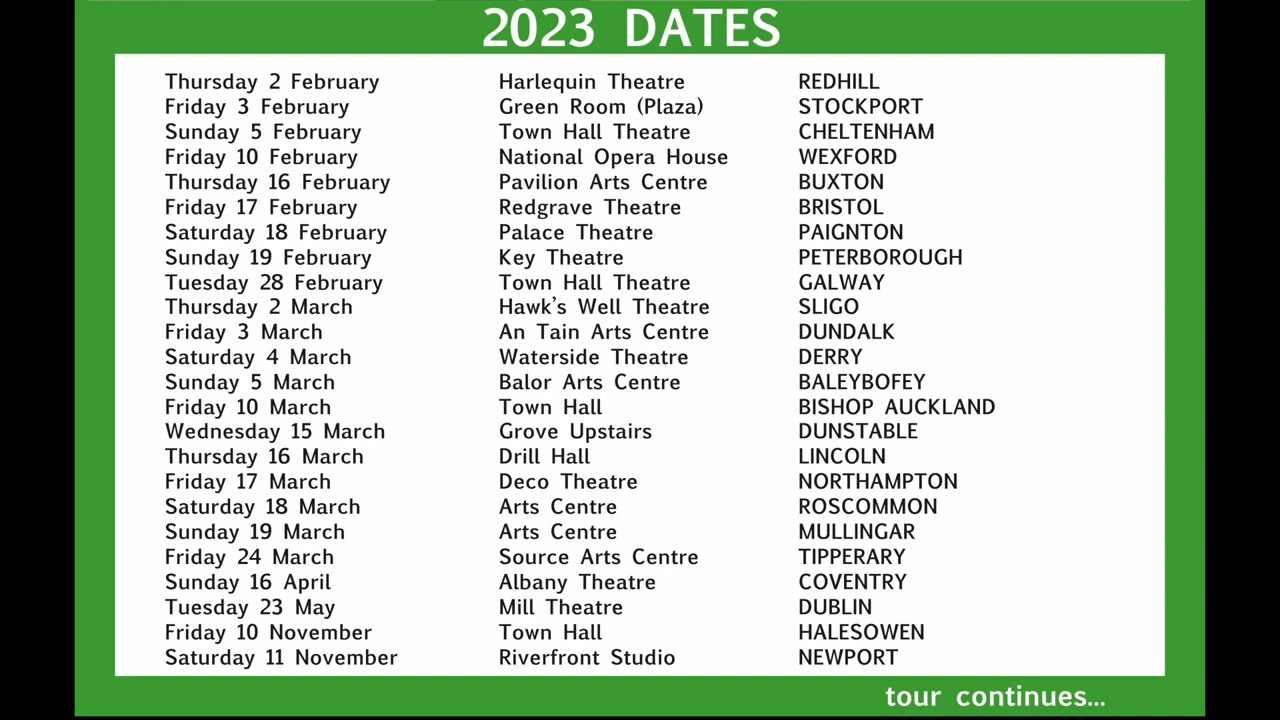 2023 DATES
Thursday 2 February Harlequin Theatre REDHILL
Friday 3 February Green Room (Plaza) STOCKPORT
Sunday 5 February Town Hall Theatre CHELTENHAM
Friday 10 February National Opera House WEXFORD
Thursday 16 February Pavilion Arts Centre BUXTON
Friday 17 February Redgrave Theatre BRISTOL
Saturday 18 February Palace Theatre PAIGNTON
Sunday 19 February Key Theatre PETERBOROUGH
Tuesday 28 February Town Hall Theatre GALWAY
Thursday 2 March Hawk's Well Theatre SLIGO
Friday 3 March An Tain Arts Centre DUNDALK
Saturday 4 March Waterside Theatre DERRY
Sunday 5 March Balor Arts Centre BALEYBOFEY
Friday 10 March Town Hall BISHOP AUCKLAND
Wednesday 15 March Grove Upstairs DUNSTABLE
Thursday 16 March Drill Hall LINCOLN
Friday 17 March Deco Theatre NORTHAMPTON
Saturday 18 March Arts Centre ROSCOMMON
Sunday 19 March Arts Centre MULLINGAR
Friday 24 March Source Arts Centre TIPPERARY
Sunday 16 April Albany Theatre COVENTRY
Tuesday 23 May Mill Theatre DUBLIN
Friday 10 November Town Hall HALESOWEN
Saturday 11 November Riverfront Studio NEWPORT
tour continues...